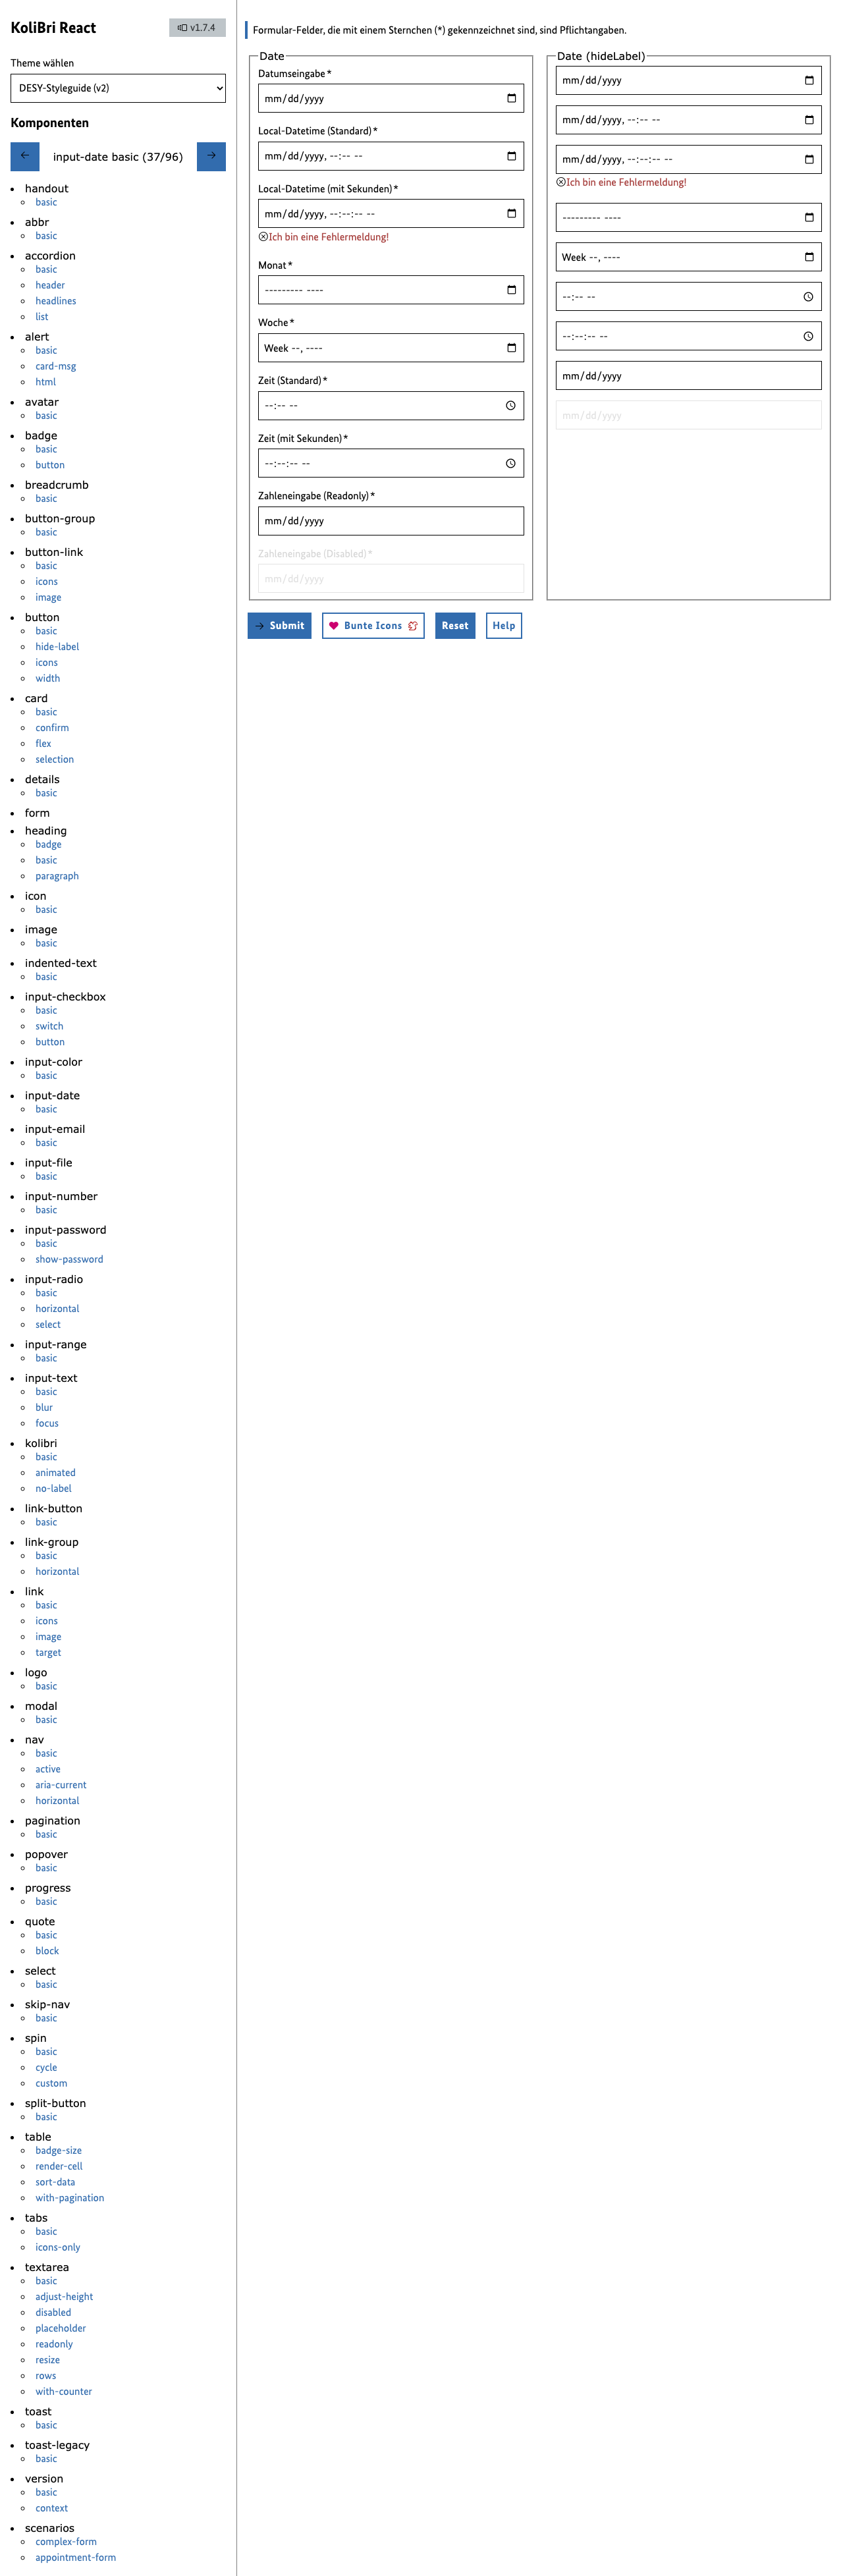 KoliBri React
v1.7.4
Theme wählen
DESY-Styleguide (v2)
Komponenten
input-date basic (37/96)
handout
basic
abbr
basic
accordion
basic
header
headlines
list
alert
basic
card-msg
html
avatar
basic
badge
basic
button
breadcrumb
basic
button-group
basic
button-link
basic
icons
image
button
basic
hide-label
icons
width
card
basic
confirm
flex
selection
details
basic
form
heading
badge
basic
paragraph
icon
basic
image
basic
indented-text
basic
input-checkbox
basic
switch
button
input-color
basic
input-date
basic
input-email
basic
input-file
basic
input-number
basic
input-password
basic
show-password
input-radio
basic
horizontal
select
input-range
basic
input-text
basic
blur
focus
kolibri
basic
animated
no-label
link-button
basic
link-group
basic
horizontal
link
basic
icons
image
target
logo
basic
modal
basic
nav
basic
active
aria-current
horizontal
pagination
basic
popover
basic
progress
basic
quote
basic
block
select
basic
skip-nav
basic
spin
basic
cycle
custom
split-button
basic
table
badge-size
render-cell
sort-data
with-pagination
tabs
basic
icons-only
textarea
basic
adjust-height
disabled
placeholder
readonly
resize
rows
with-counter
toast
basic
toast-legacy
basic
version
basic
context
scenarios
complex-form
appointment-form
Formular-Felder, die mit einem Sternchen (*) gekennzeichnet sind, sind Pflichtangaben.
Date
Datumseingabe*
mm/dd/yyyy
Local-Datetime (Standard)*
mm/dd/yyyy, --:-- --
Local-Datetime (mit Sekunden)*
mm/dd/yyyy, --:--:-- --
Ich bin eine Fehlermeldung!
Monat*
--------- ----
Woche*
Week --, ----
Zeit (Standard)*
--:-- --
Zeit (mit Sekunden)*
--:--:-- --
Zahleneingabe (Readonly)*
mm/dd/yyyy
Zahleneingabe (Disabled)*
mm/dd/yyyy
Date (hideLabel)
mm/dd/yyyy
mm/dd/yyyy, --:-- --
mm/dd/yyyy, --:--:-- --
Ich bin eine Fehlermeldung!
--------- ----
Week --, ----
--:-- --
--:--:-- --
mm/dd/yyyy
mm/dd/yyyy
Submit
Bunte Icons
Reset
Help